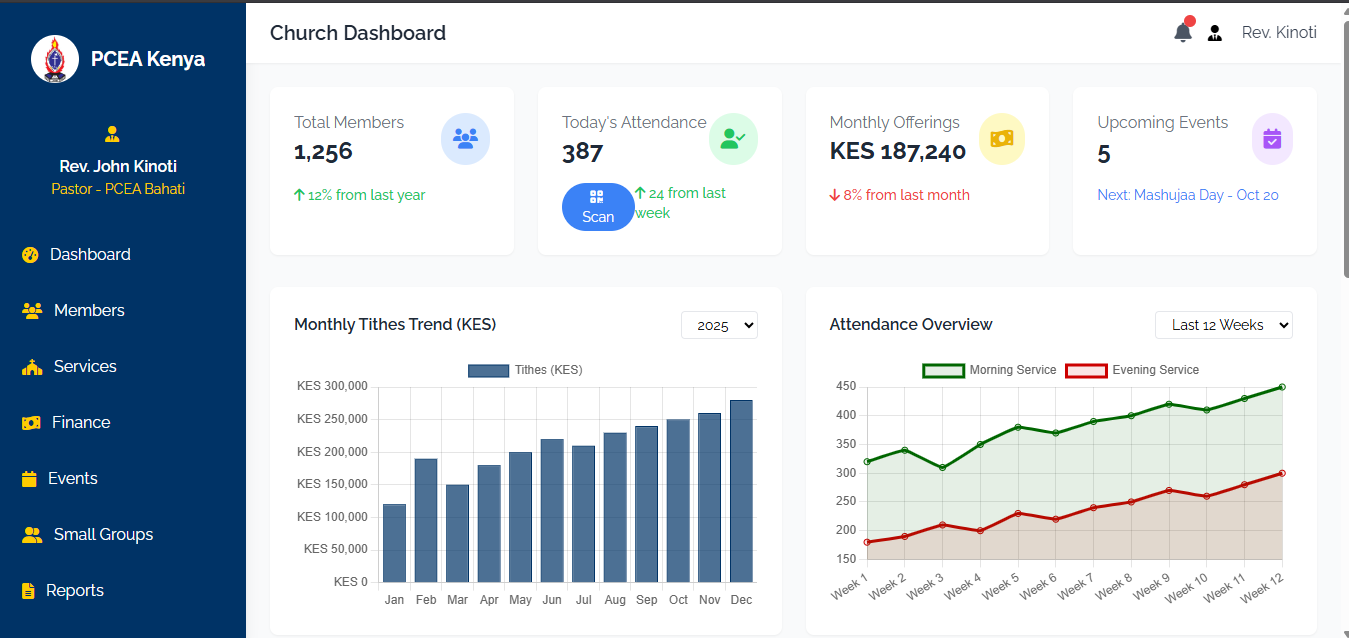 PCEA Kenya
Rev. John Kinoti
Pastor - PCEA Bahati
Dashboard
Members
Services
Finance
Events
Small Groups
Reports
Church Dashboard
Rev. Kinoti
Total Members
1,256
12% from last year
Today's Attendance
387
Scan
24 from last
week
Monthly Offerings
KES 187,240
8% from last month
Upcoming Events
5
Next: Mashujaa Day - Oct 20
Monthly Tithes Trend (KES)
2025
Tithes (KES)
KES 300,000
KES 250,000
KES 200,000
KES 150,000
KES 100,000
KES 50,000
KES 0
Jan Feb Mar Apr May Jun Jul Aug Sep Oct Nov Dec
Attendance Overview
Last 12 Weeks
Morning Service Evening Service
450
400
350
300
250
200
150
Week 1 Week 2 Week 3 Week 4 Week 5 Week 6 Week 7 Week 8 Week 9 Week 10 Week 11 Week 12